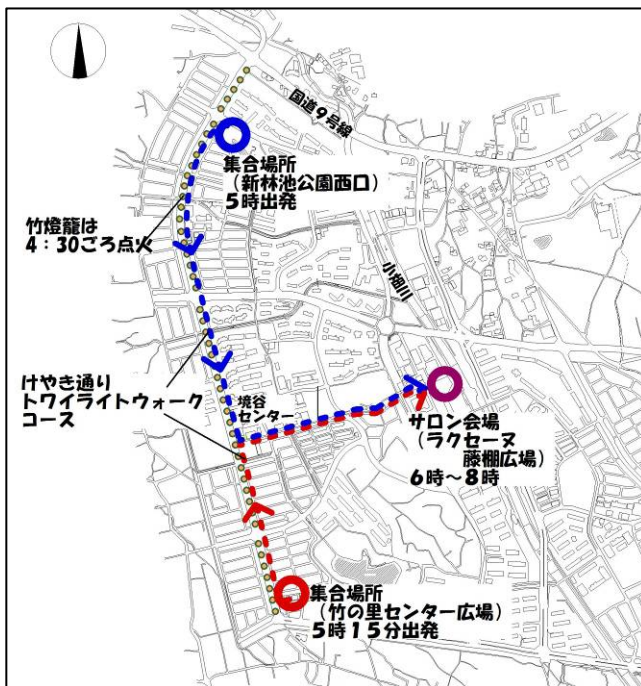 国道9号線
集合場所
（新林池公園西口）
5時出発
竹燈籠は
4：30ごろ点火
小畑川
けやき通り
トワイライトウォーク
コース
境谷
センター
サロン会場
（ラクセーヌ
藤棚広場）
6時～8時
集合場所
（竹の里センター広場）
5時15分出発